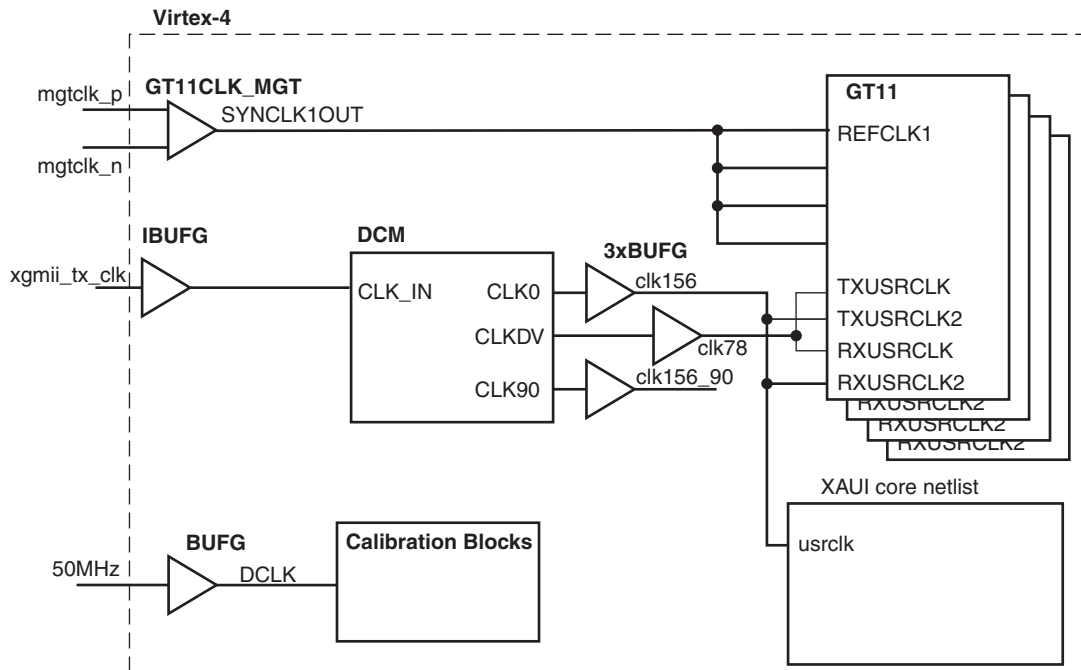 Virtex-4
mgtclk_p
GT11CLK_MGT
SYNCLK1OUT
mgtclk_n
GT11
REFCLK1
IBUFG
xgmii_tx_clk
DCM
CLK_IN
CLK0
CLKDV
CLK90
3xBUFG
clk156
clk78
clk156_90
TXUSRCLK
TXUSRCLK2
RXUSRCLK
RXUSRCLK2
RXUSRCLK2
RXUSRCLK2
RXUSRCLK2
XAUI core netlist
usrclk
50MHz
BUFG
DCLK
Calibration Blocks